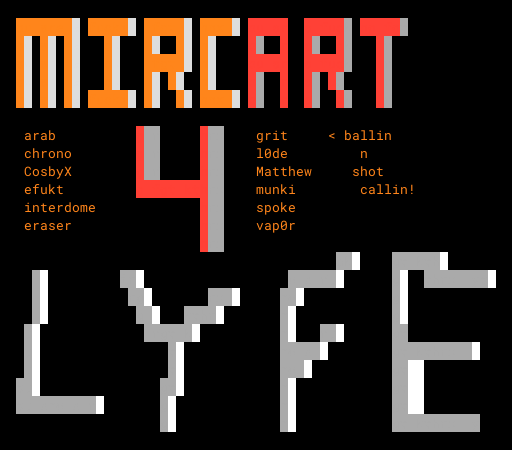 MIRCART
4
arab
chrono
CosbyX
efukt
interdome
eraser
grit < ballin
l0de n
Matthew shot
munki callin!
spoke
vap0r
LYFE